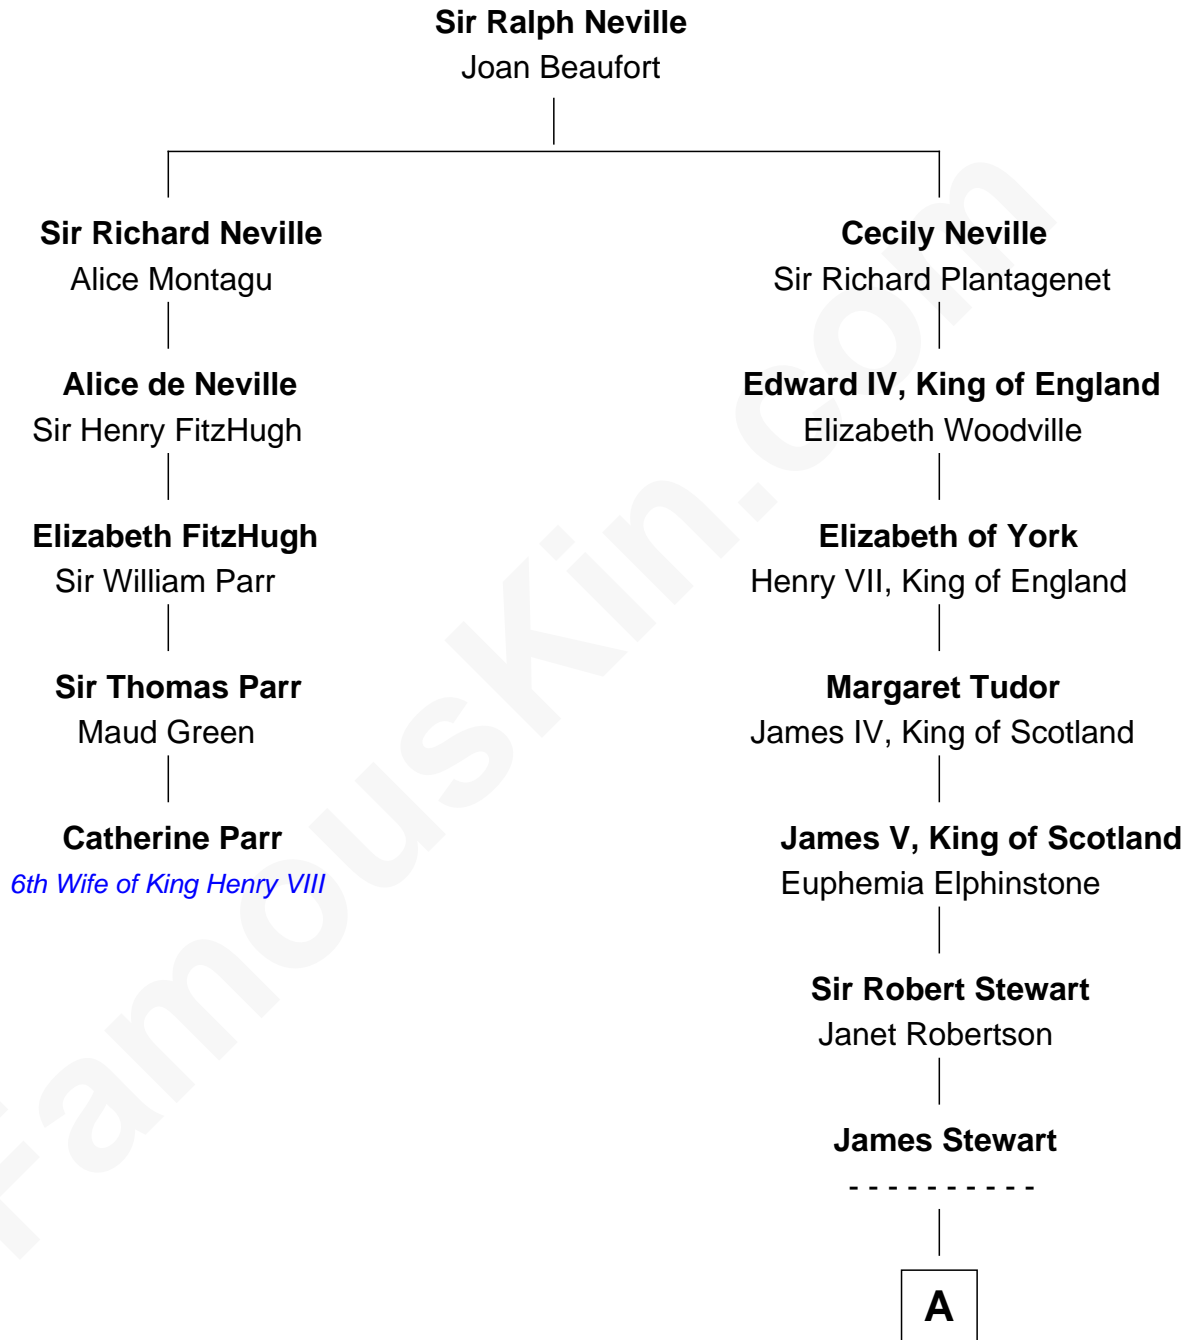 Sir Ralph Neville
Joan Beaufort
Sir Richard Neville
Alice Montagu
Cecily Neville
Sir Richard Plantagenet
Alice de Neville
Sir Henry FitzHugh
Edward IV, King of England
Elizabeth Woodville
Elizabeth FitzHugh
Sir William Parr
Elizabeth of York
Henry VII, King of England
Sir Thomas Parr
Maud Green
Margaret Tudor
James IV, King of Scotland
Catherine Parr
6th Wife of King Henry VIII
James V, King of Scotland
Euphemia Elphinstone
Sir Robert Stewart
Janet Robertson
James Stewart
- - - - - - - - - -
A
FamousKin.com